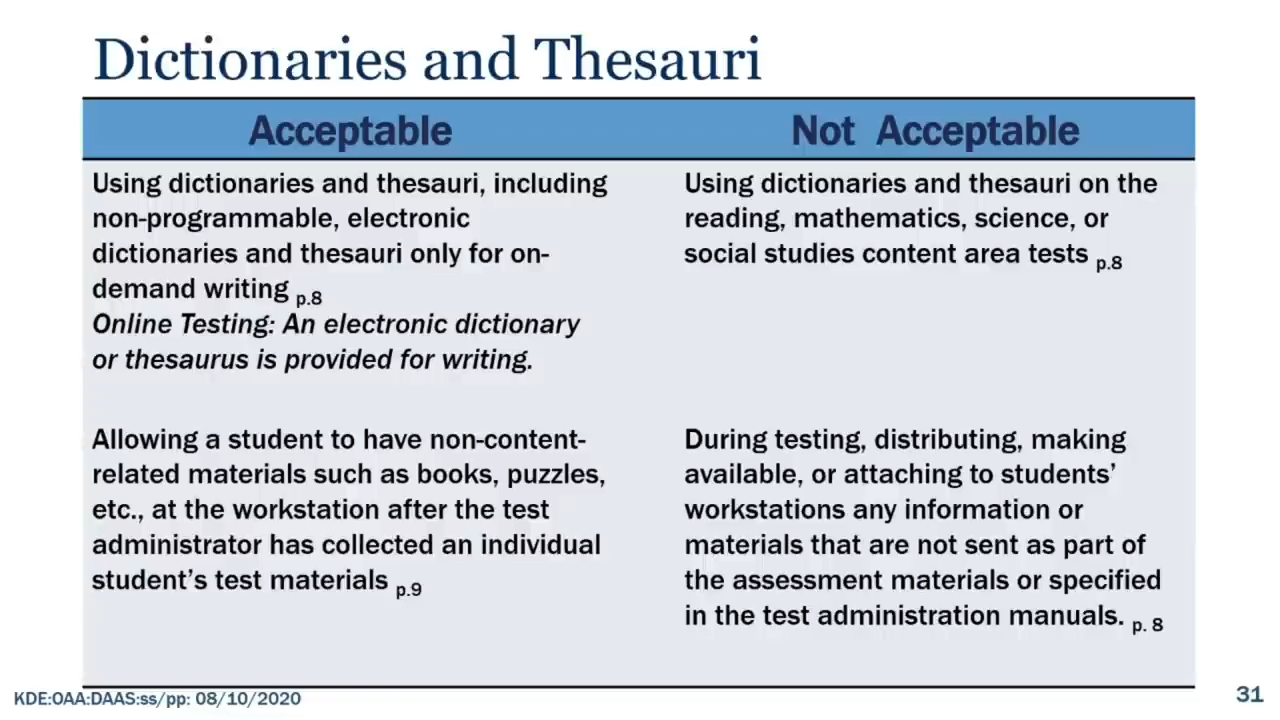 Dictionaries and Thesauri
Acceptable
Not Acceptable
Using dictionaries and thesauri, including
non-programmable, electronic
dictionaries and thesauri only for on-
demand writing p.8
Online Testing: An electronic dictionary
or thesaurus is provided for writing.
Using dictionaries and thesauri on the
reading, mathematics, science, or
social studies content area tests p.8
Allowing a student to have non-content-
related materials such as books, puzzles,
etc., at the workstation after the test
administrator has collected an individual
student’s test materials p.9
During testing, distributing, making
available, or attaching to students’
workstations any information or
materials that are not sent as part of
the assessment materials or specified
in the test administration manuals. p. 8
KDE:OAA:DAAS:ss/pp: 08/10/2020
31